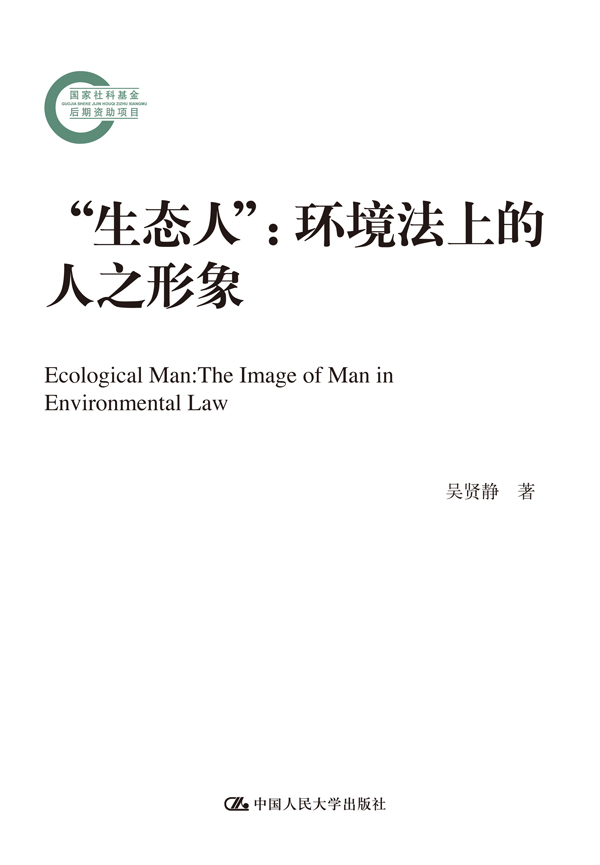 国家社科基金
GUOJIA SHEKE JIJIN HOUQI ZIZHU XIANGMU
后期资助项目
“生态人”：环境法上的
人之形象
Ecological Man:The Image of Man in
Environmental Law
吴贤静 著
中国人民大学出版社